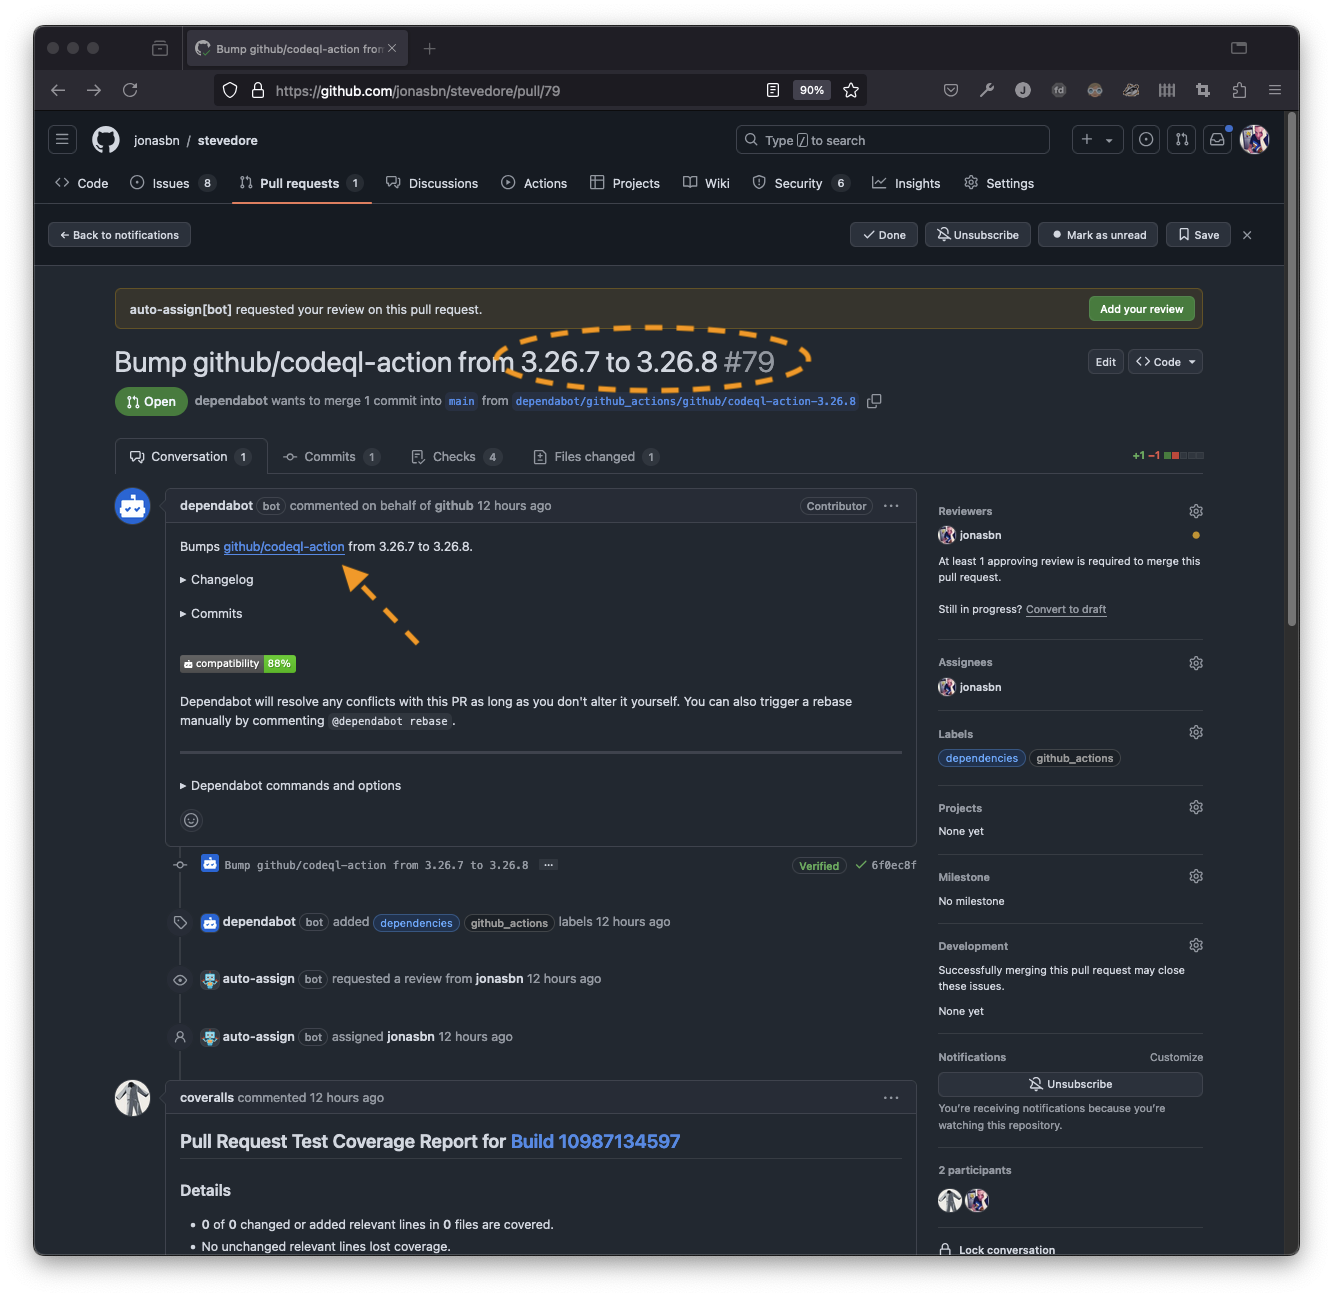 Bump github/codeql-action fron
https://github.com/jonasbn/stevedore/pull/79
90%
J
fd
jonasbn / stevedore
Type / to search
Code
Issues 8
Pull requests 1
Discussions
Actions
Projects
Wiki
Security 6
Insights
Settings
← Back to notifications
Done
Unsubscribe
Mark as unread
Save
auto-assign[bot] requested your review on this pull request.
Add your review
Bump github/codeql-action from 3.26.7 to 3.26.8 #79
Edit
Code
Open
dependabot wants to merge 1 commit into main from dependabot/github_actions/github/codeql-action-3.26.8
Conversation 1
Commits 1
Checks 4
Files changed 1
+1 −1
dependabot bot commented on behalf of github 12 hours ago
Contributor
Bumps github/codeql-action from 3.26.7 to 3.26.8.
Changelog
Commits
compatibility 88%
Dependabot will resolve any conflicts with this PR as long as you don't alter it yourself. You can also trigger a rebase
manually by commenting @dependabot rebase.
Dependabot commands and options
Bump github/codeql-action from 3.26.7 to 3.26.8 ...
Verified
6f0ec8f
dependabot bot added dependencies github_actions labels 12 hours ago
auto-assign bot requested a review from jonasbn 12 hours ago
auto-assign bot assigned jonasbn 12 hours ago
coveralls commented 12 hours ago
Pull Request Test Coverage Report for Build 10987134597
Details
• 0 of 0 changed or added relevant lines in 0 files are covered.
• No unchanged relevant lines lost coverage.
Reviewers
jonasbn
At least 1 approving review is required to merge this
pull request.
Still in progress? Convert to draft
Assignees
jonasbn
Labels
dependencies github_actions
Projects
None yet
Milestone
No milestone
Development
Successfully merging this pull request may close
these issues.
None yet
Notifications
Customize
Unsubscribe
You're receiving notifications because you're
watching this repository.
2 participants
Lock conversation